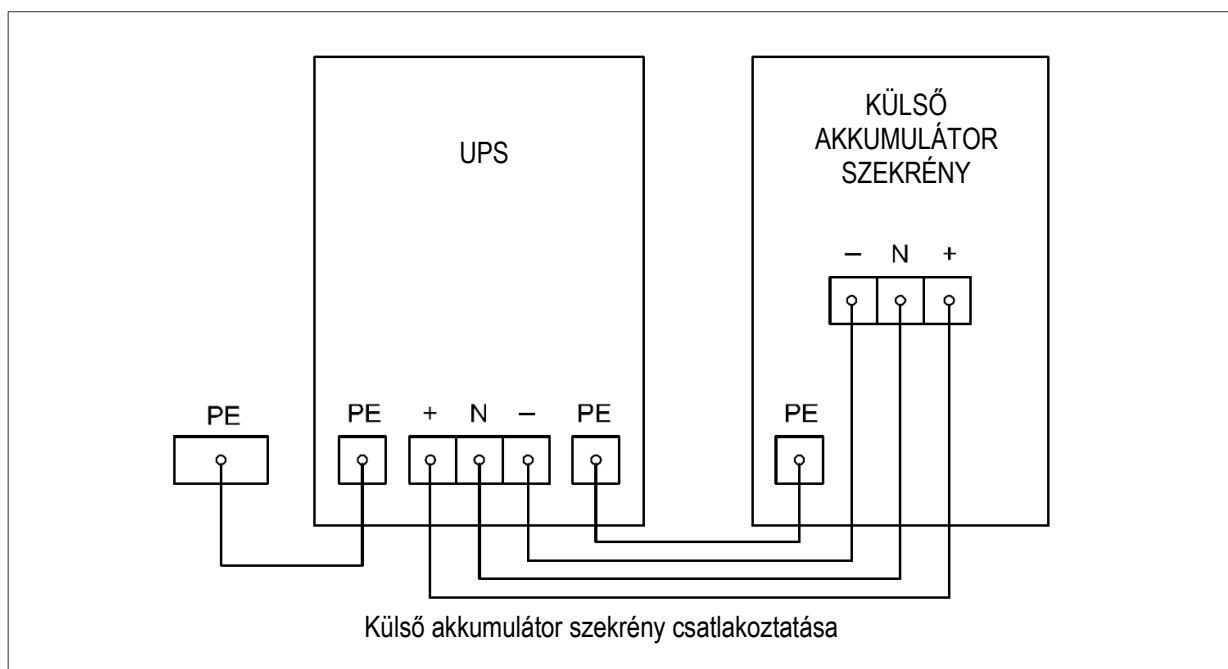 UPS
KÜLSŐ
AKKUMULÁTOR
SZEKRÉNY
– N +
PE PE + N – PE PE
Külső akkumulátor szekrény csatlakoztatása